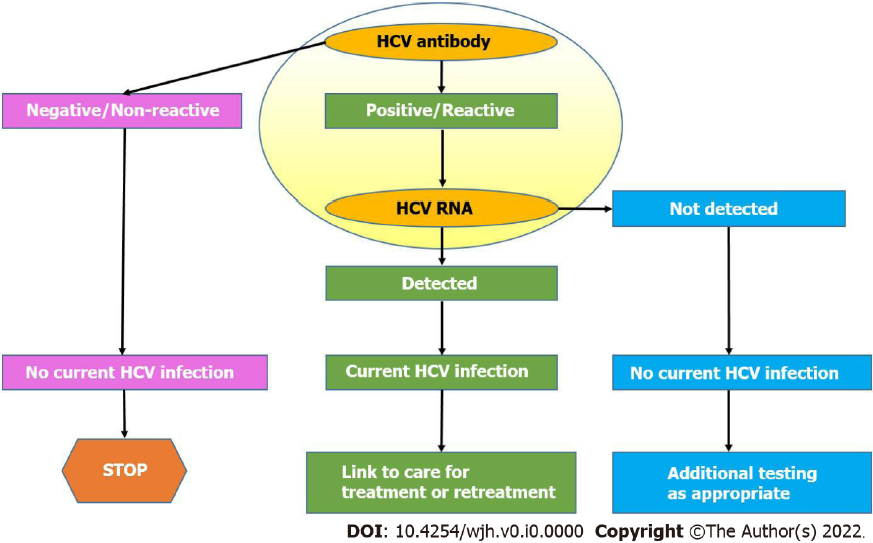 HCV antibody
Negative/Non-reactive
Positive/Reactive
HCV RNA
Not detected
Detected
No current HCV infection
Current HCV infection
No current HCV infection
STOP
Link to care for
treatment or retreatment
Additional testing
as appropriate
DOI: 10.4254/wjh.v0.i0.0000 Copyright ©The Author(s) 2022.